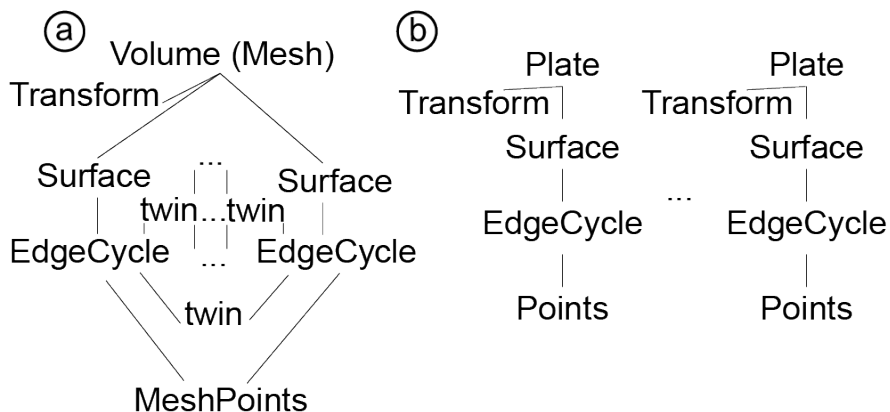 a
Volume (Mesh)
Transform
...
Surface
Surface
twin...twin
EdgeCycle ... EdgeCycle
twin
MeshPoints
b
Plate
Transform
Surface
EdgeCycle
Points
...
Plate
Transform
Surface
EdgeCycle
Points